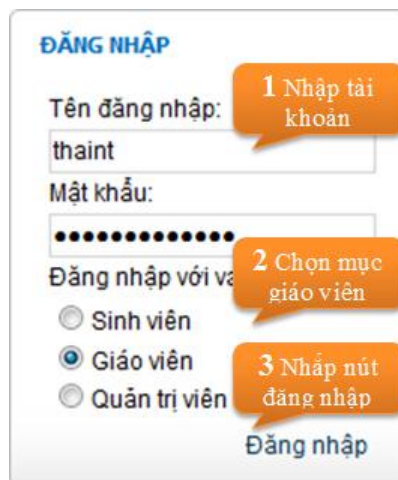 ĐĂNG NHẬP
1 Nhập tài
khoản
Tên đăng nhập:
thaint
Mật khẩu:
•••••••••••••
2 Chọn mục
giáo viên
Đăng nhập với va
Sinh viên
Giáo viên
3 Nhắp nút
đăng nhập
Quản trị viên
Đăng nhập